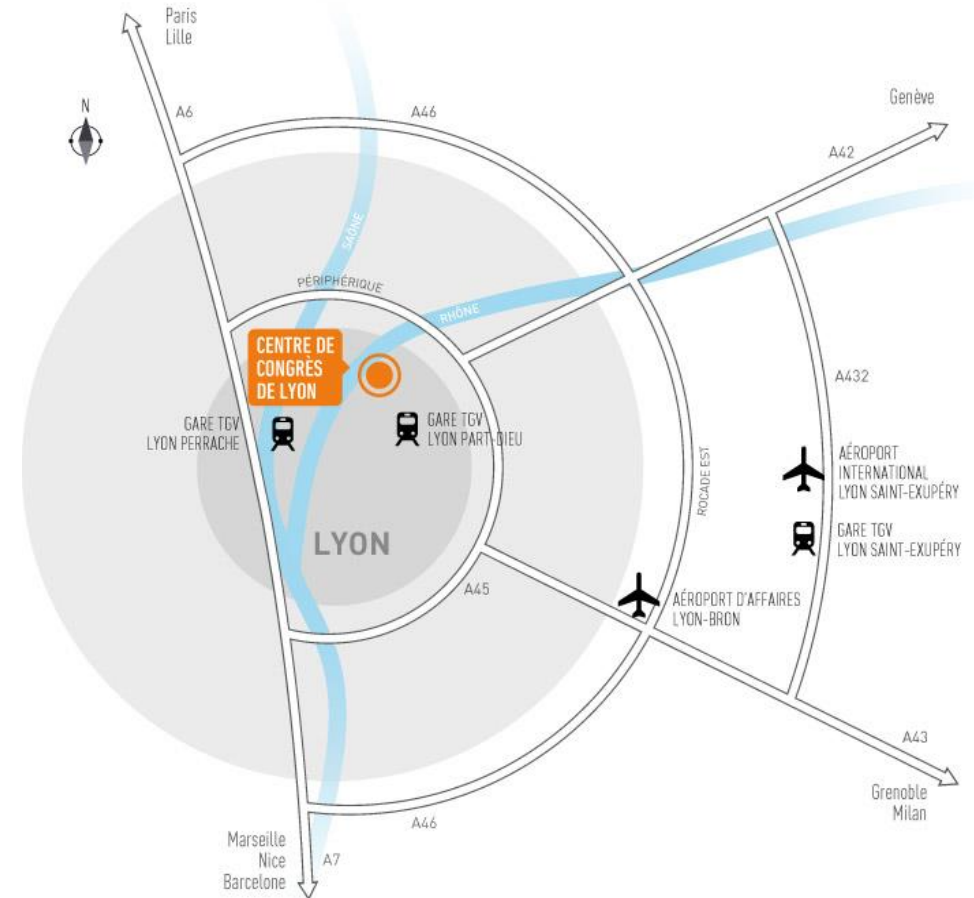 Paris
Lille
N
A6
A46
Genève
A42
SAÔNE
PÉRIPHÉRIQUE
RHÔNE
CENTRE DE
CONGRÈS
DE LYON
A432
GARE TGV
LYON PERRACHE
GARE TGV
LYON PART-DIEU
ROCADE EST
AÉROPORT
INTERNATIONAL
LYON SAINT-EXUPÉRY
GARE TGV
LYON SAINT-EXUPÉRY
LYON
A45
AÉROPORT D'AFFAIRES
LYON-BRON
A43
Grenoble
Milan
A46
Marseille
Nice
Barcelone
A7